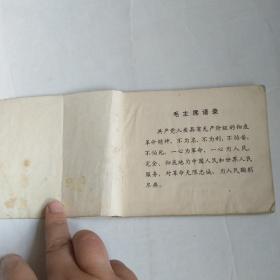 毛主席语录
共产党人要具有无产阶级的彻底
革命精神，不为名、不为利，不怕苦、
不怕死，一心为革命，一心为人民，
完全、彻底地为中国人民和世界人民
服务，对革命无限忠诚，为人民鞠躬
尽瘁。